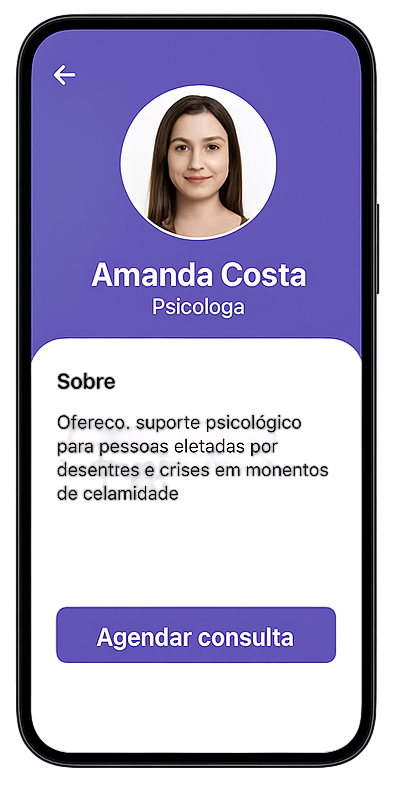 Amanda Costa
Psicologa
Sobre
Ofereco. suporte psicológico
para pessoas eletadas por
desentres e crises em monentos
de celamidade
Agendar consulta